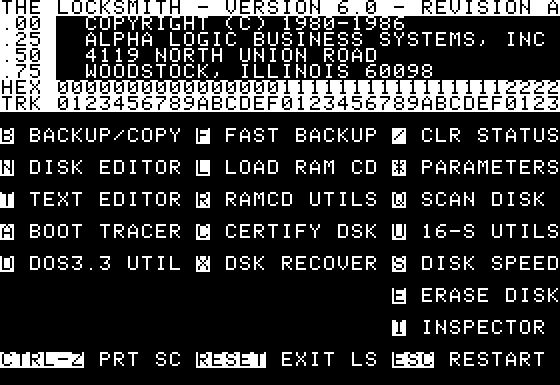 THE LOCKSMITH - VERSION 6.0 - REVISION A
.00 COPYRIGHT (C) 1980-1986
.25 ALPHA LOGIC BUSINESS SYSTEMS, INC
.50 4119 NORTH UNION ROAD
.75 WOODSTOCK, ILLINOIS 60098
HEX 000000000000000011111111111111112222
TRK 0123456789ABCDEF0123456789ABCDEF0123
B BACKUP/COPY F FAST BACKUP / CLR STATUS
N DISK EDITOR L LOAD RAM CD * PARAMETERS
T TEXT EDITOR R RAMCD UTILS Q SCAN DISK
A BOOT TRACER C CERTIFY DSK U 16-S UTILS
D DOS3.3 UTIL X DSK RECOVER S DISK SPEED
E ERASE DISK
I INSPECTOR
CTRL-Z PRT SC RESET EXIT LS ESC RESTART